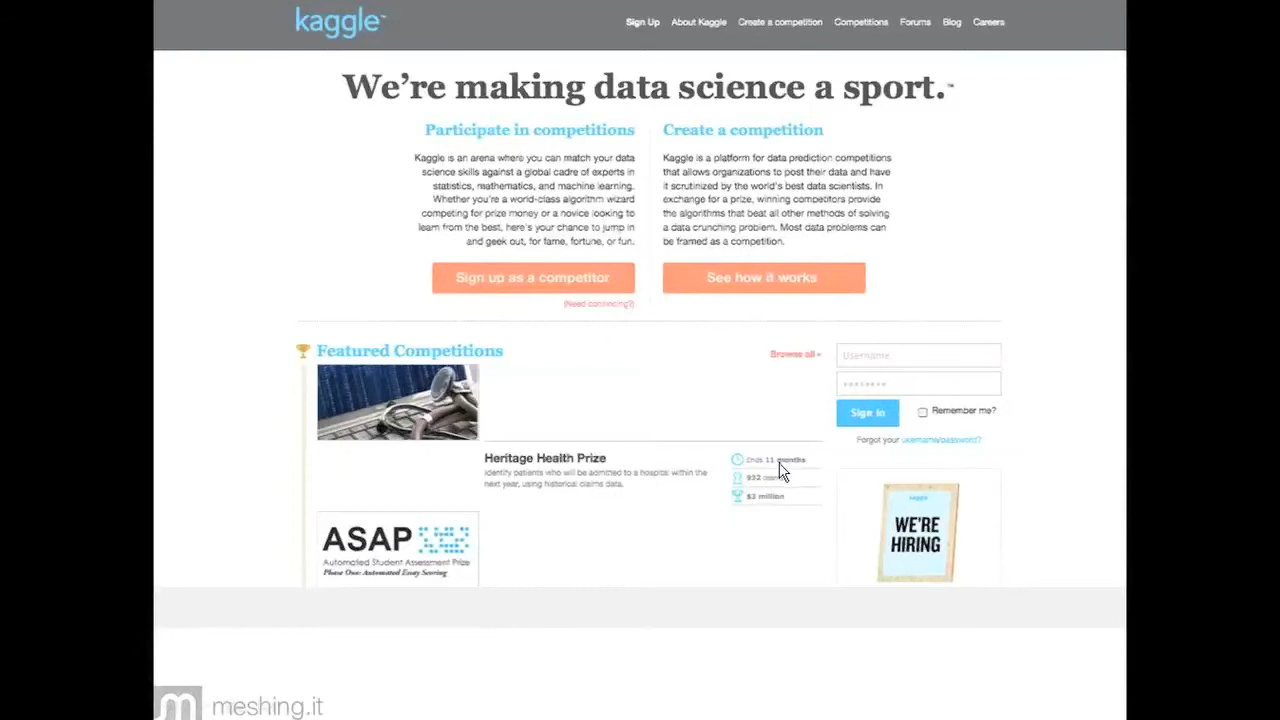 kaggle™
Sign Up About Kaggle Create a competition Competitions Forums Blog Careers
We're making data science a sport.™
Participate in competitions
Kaggle is an arena where you can match your data
science skills against a global cadre of experts in
statistics, mathematics, and machine learning.
Whether you're a world-class algorithm wizard
competing for prize money or a novice looking to
learn from the best, here's your chance to jump in
and geek out, for fame, fortune, or fun.
Sign up as a competitor
(Need convincing?)
Create a competition
Kaggle is a platform for data prediction competitions
that allows organizations to post their data and have
it scrutinized by the world's best data scientists. In
exchange for a prize, winning competitors provide
the algorithms that beat all other methods of solving
a data crunching problem. Most data problems can
be framed as a competition.
See how it works
Featured Competitions
Browse all »
Heritage Health Prize
Identify patients who will be admitted to a hospital within the
next year, using historical claims data.
Ends 11 months
932
$3 million
ASAP
Automated Student Assessment Prize
Phase One: Automated Essay Scoring
Username
Sign in
Remember me?
Forgot your username/password?
kaggle
WE'RE
HIRING
m meshing.it